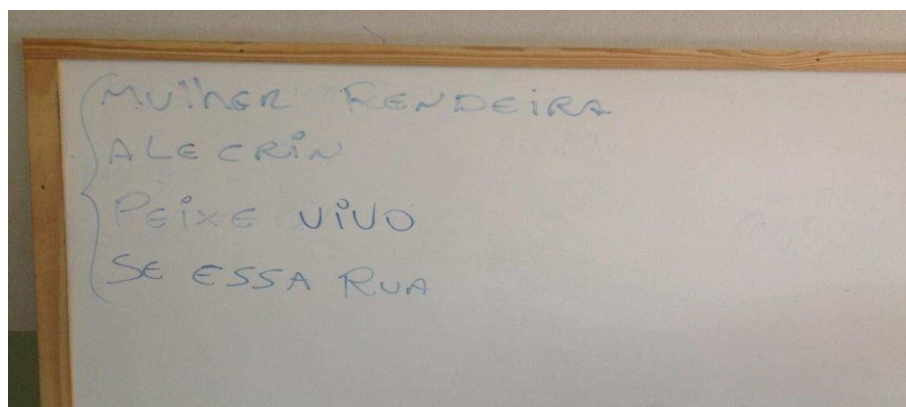 MULHER RENDEIRA
ALECRIN
PEIXE VIVO
SE ESSA RUA